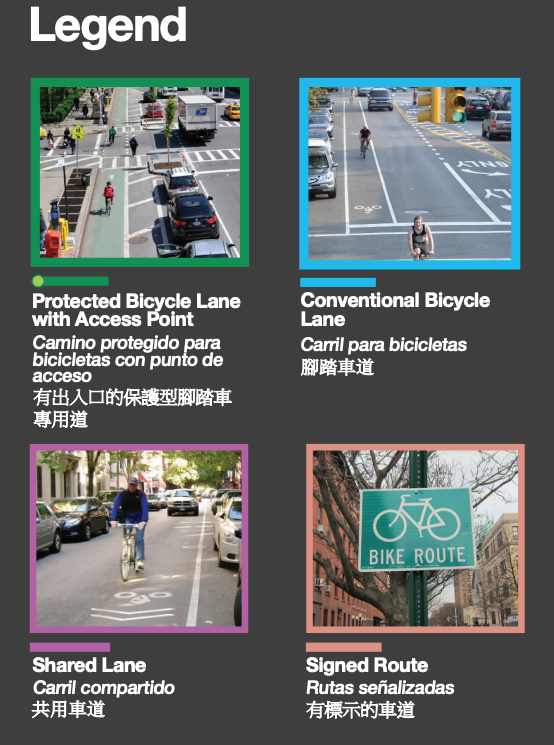 Legend
Protected Bicycle Lane
with Access Point
Camino protegido para
bicicletas con punto de
acceso
有出入口的保護型腳踏車
專用道
Conventional Bicycle
Lane
Carril para bicicletas
腳踏車道
ONLY
ONLY
Shared Lane
Carril compartido
共用車道
BIKE ROUTE
Signed Route
Rutas señalizadas
有標示的車道